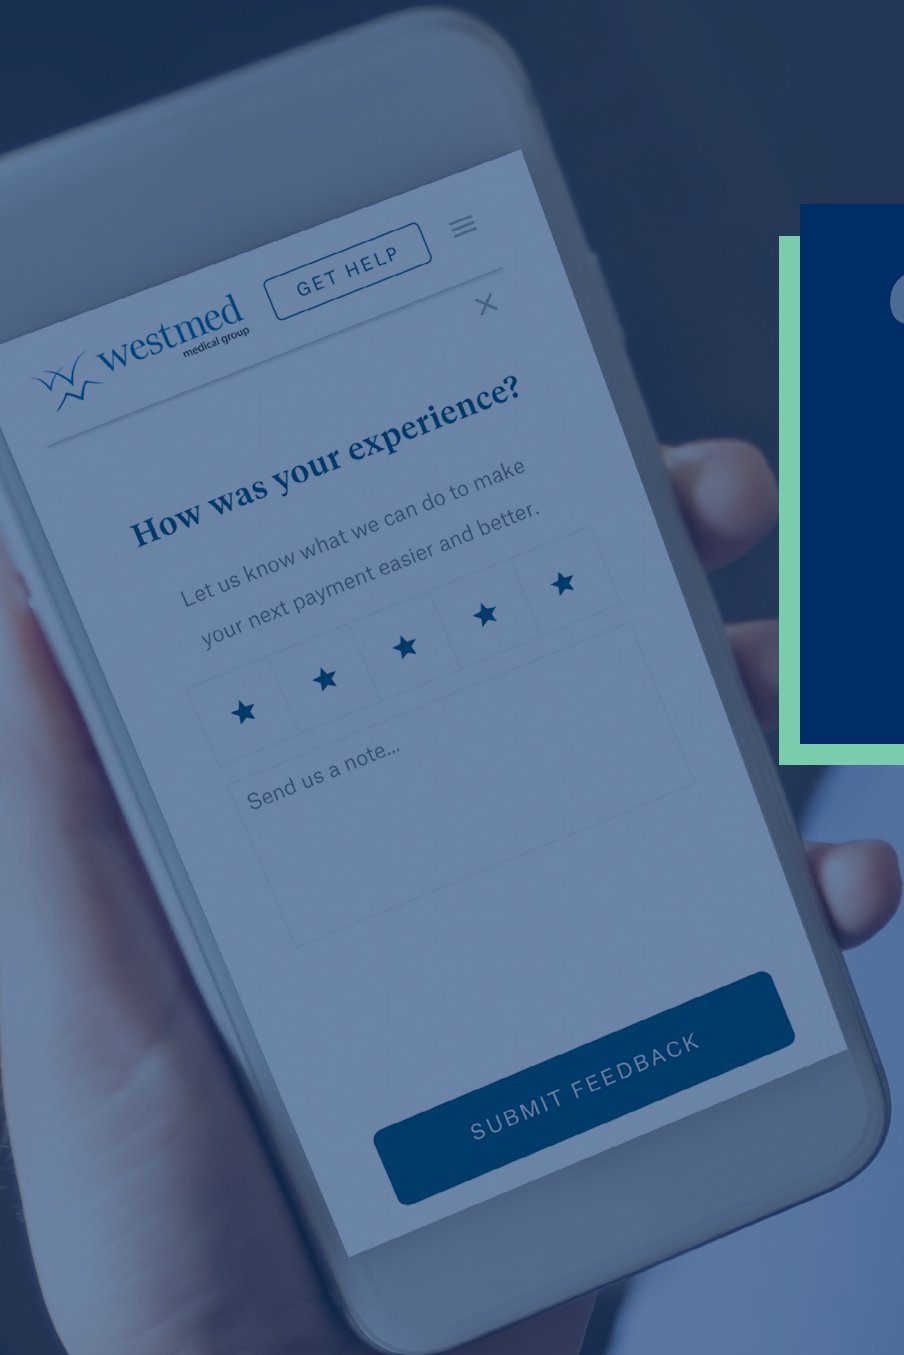 westmed
medical group
GET HELP
How was your experience?
Let us know what we can do to make
your next payment easier and better.
Send us a note...
SUBMIT FEEDBACK